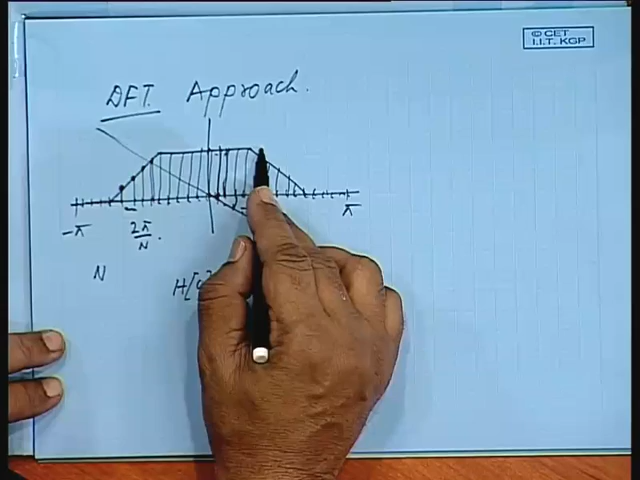 © CET
I.I.T. KGP
DFT Approach.
-π π
2π
N
N H[